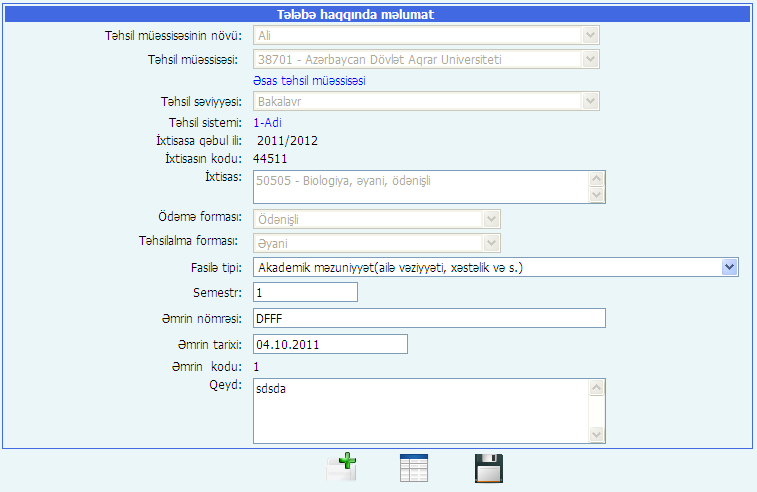 Tələbə haqqında məlumat
Təhsil müəssisəsinin növü: Ali
Təhsil müəssisəsi: 38701 - Azərbaycan Dövlət Aqrar Universiteti
Əsas təhsil müəssisəsi
Təhsil səviyyəsi: Bakalavr
Təhsil sistemi: 1-Adi
İxtisasa qəbul ili: 2011/2012
İxtisasın kodu: 44511
İxtisas: 50505 - Biologiya, əyani, ödənişli
Ödəmə forması: Ödənişli
Təhsilalma forması: Əyani
Fasilə tipi: Akademik məzuniyyət(ailə vəziyyəti, xəstəlik və s.)
Semestr: 1
Əmrin nömrəsi: DFFF
Əmrin tarixi: 04.10.2011
Əmrin kodu: 1
Qeyd: sdsda